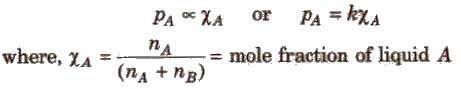 p_A ∝ χ_A or p_A = kχ_A
where, χ_A = n_A / (n_A + n_B) = mole fraction of liquid A